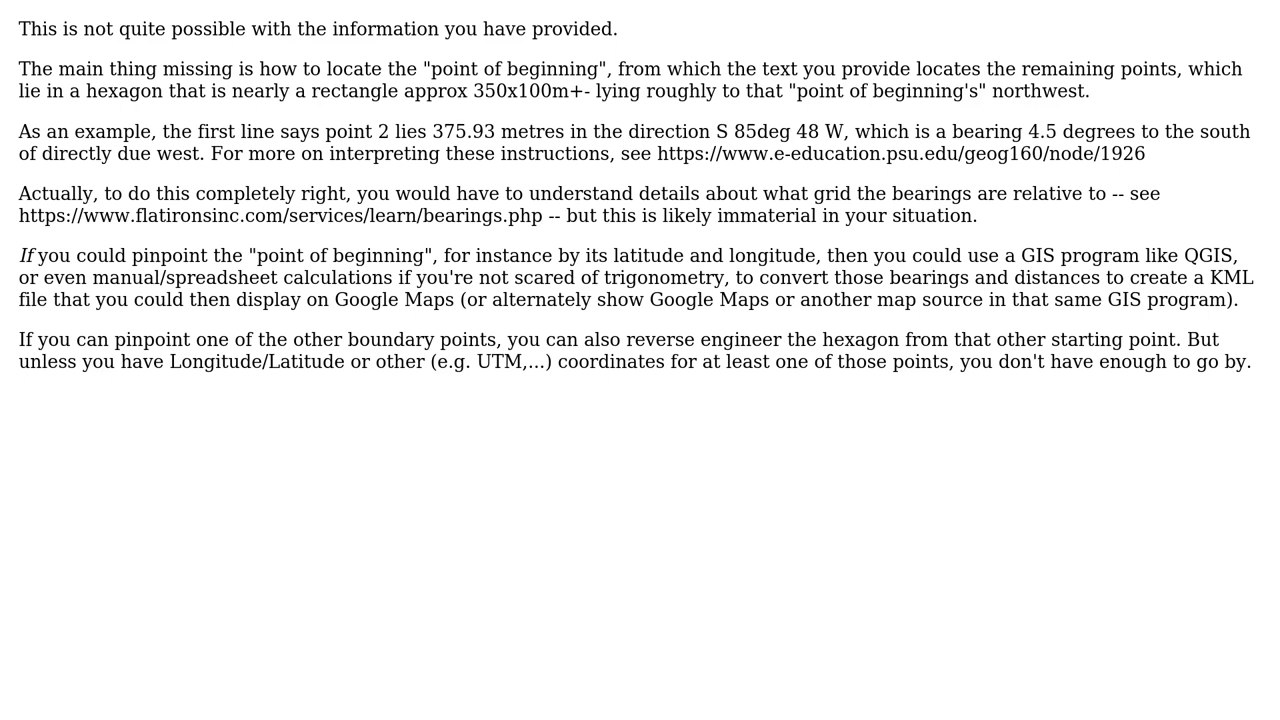 This is not quite possible with the information you have provided.
The main thing missing is how to locate the "point of beginning", from which the text you provide locates the remaining points, which
lie in a hexagon that is nearly a rectangle approx 350x100m+- lying roughly to that "point of beginning's" northwest.
As an example, the first line says point 2 lies 375.93 metres in the direction S 85deg 48 W, which is a bearing 4.5 degrees to the south
of directly due west. For more on interpreting these instructions, see https://www.e-education.psu.edu/geog160/node/1926
Actually, to do this completely right, you would have to understand details about what grid the bearings are relative to -- see
https://www.flatironsinc.com/services/learn/bearings.php -- but this is likely immaterial in your situation.
If you could pinpoint the "point of beginning", for instance by its latitude and longitude, then you could use a GIS program like QGIS,
or even manual/spreadsheet calculations if you're not scared of trigonometry, to convert those bearings and distances to create a KML
file that you could then display on Google Maps (or alternately show Google Maps or another map source in that same GIS program).
If you can pinpoint one of the other boundary points, you can also reverse engineer the hexagon from that other starting point. But
unless you have Longitude/Latitude or other (e.g. UTM,...) coordinates for at least one of those points, you don't have enough to go by.